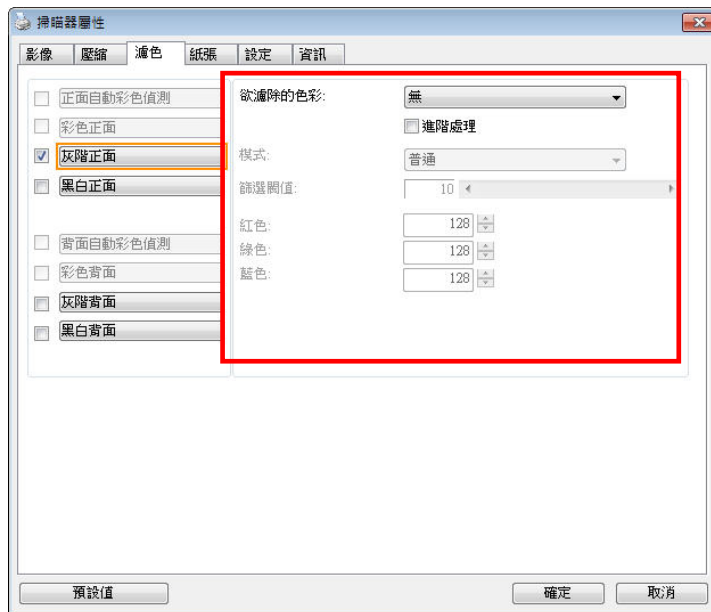 掃瞄器屬性
影像 壓縮 濾色 紙張 設定 資訊
正面自動彩色偵測
彩色正面
灰階正面
黑白正面
背面自動彩色偵測
彩色背面
灰階背面
黑白背面
欲濾除的色彩: 無
進階處理
模式: 普通
篩選閥值: 10
紅色: 128
綠色: 128
藍色: 128
預設值 確定 取消